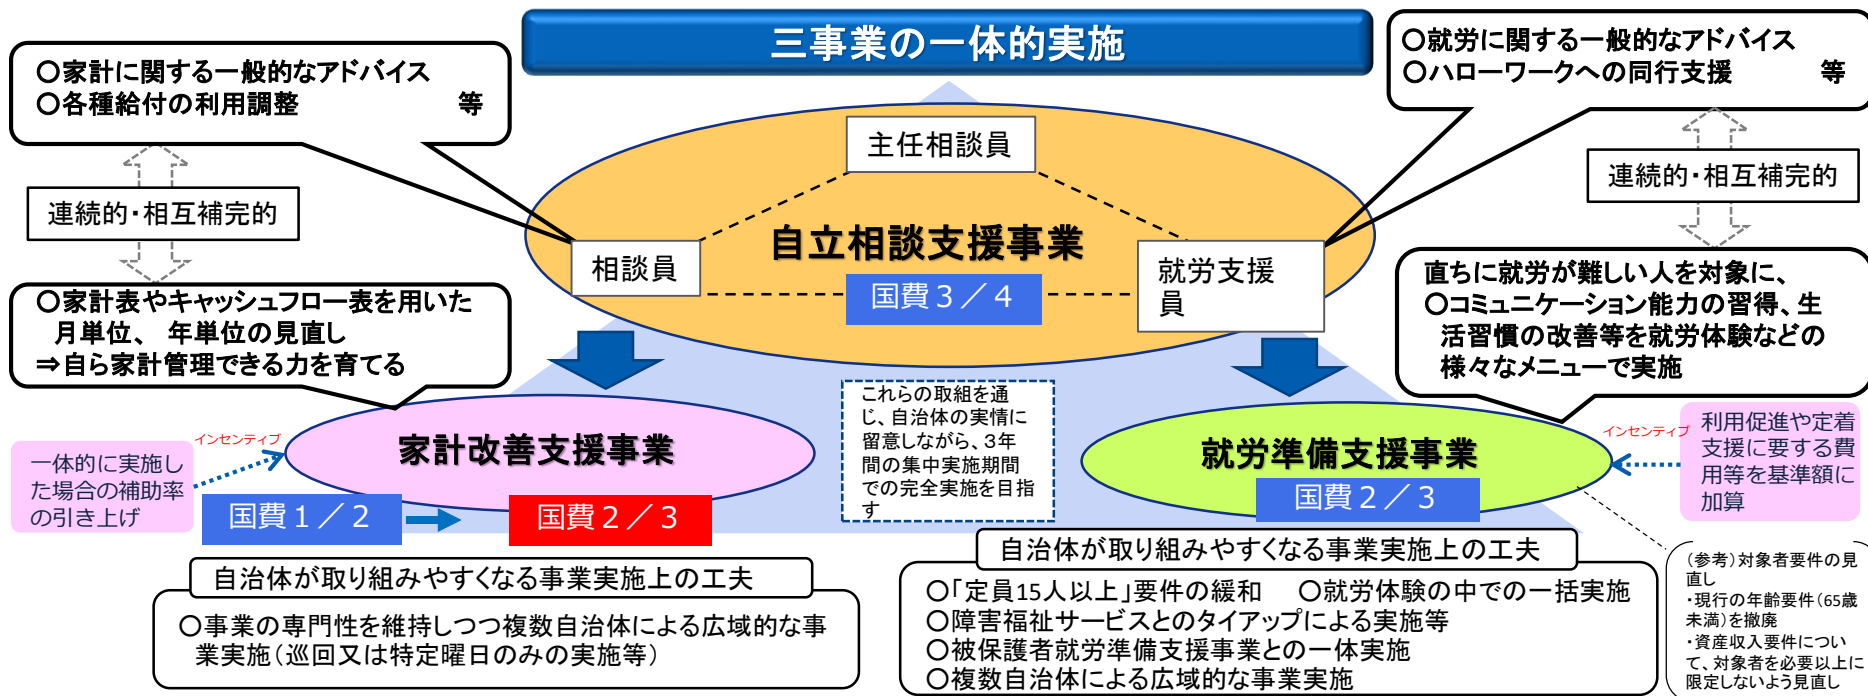 三事業の一体的実施
○家計に関する一般的なアドバイス
○各種給付の利用調整　　　　　　　　等
○就労に関する一般的なアドバイス
○ハローワークへの同行支援　　　　等
主任相談員
連続的・相互補完的
連続的・相互補完的
自立相談支援事業
相談員
就労支援
員
国費３／４
○家計表やキャッシュフロー表を用いた
月単位、 年単位の見直し
⇒自ら家計管理できる力を育てる
直ちに就労が難しい人を対象に、
○コミュニケーション能力の習得、生
活習慣の改善等を就労体験などの
様々なメニューで実施
これらの取組を通
じ、自治体の実情に
留意しながら、３年
間の集中実施期間
での完全実施を目指
す
インセンティブ
一体的に実施し
た場合の補助率
の引き上げ
家計改善支援事業
国費１／２
国費２／３
就労準備支援事業
国費２／３
インセンティブ
利用促進や定着
支援に要する費
用等を基準額に
加算
自治体が取り組みやすくなる事業実施上の工夫
○事業の専門性を維持しつつ複数自治体による広域的な事
業実施（巡回又は特定曜日のみの実施等）
自治体が取り組みやすくなる事業実施上の工夫
○「定員15人以上」要件の緩和　○就労体験の中での一括実施
○障害福祉サービスとのタイアップによる実施等
○被保護者就労準備支援事業との一体実施
○複数自治体による広域的な事業実施
（参考）対象者要件の見
直し
・現行の年齢要件（65歳
未満）を撤廃
・資産収入要件につい
て、対象者を必要以上に
限定しないよう見直し